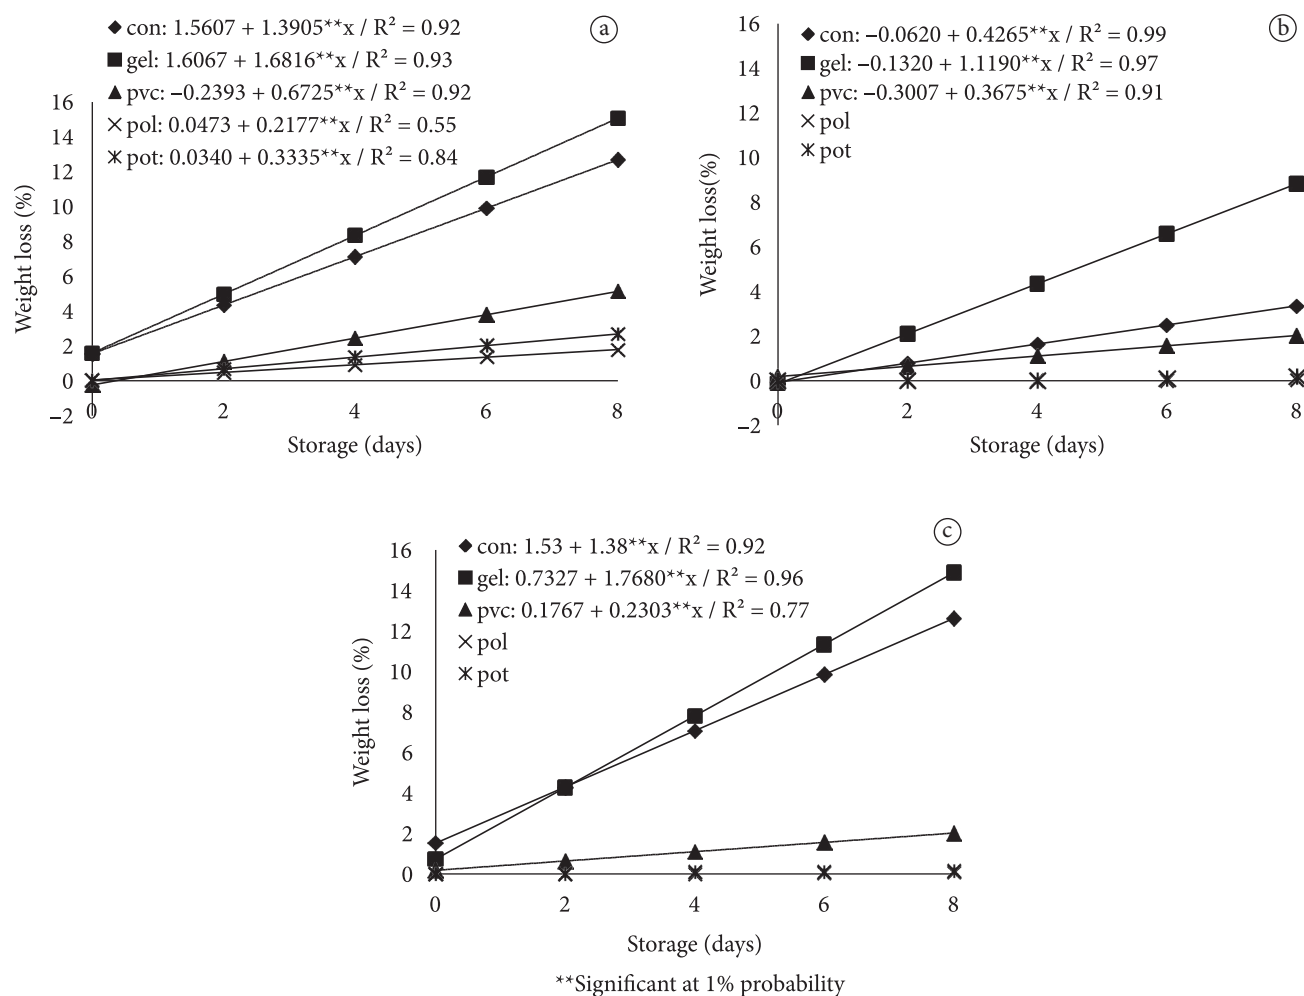 ◆ con: 1.5607 + 1.3905**x / R² = 0.92
■ gel: 1.6067 + 1.6816**x / R² = 0.93
▲ pvc: −0.2393 + 0.6725**x / R² = 0.92
× pol: 0.0473 + 0.2177**x / R² = 0.55
ж pot: 0.0340 + 0.3335**x / R² = 0.84
a
Weight loss (%)
16
14
12
10
8
6
4
2
0
−2
0 2 4 6 8
Storage (days)
◆ con: −0.0620 + 0.4265**x / R² = 0.99
■ gel: −0.1320 + 1.1190**x / R² = 0.97
▲ pvc: −0.3007 + 0.3675**x / R² = 0.91
× pol
ж pot
b
Weight loss(%)
16
14
12
10
8
6
4
2
0
−2
0 2 4 6 8
Storage (days)
◆ con: 1.53 + 1.38**x / R² = 0.92
■ gel: 0.7327 + 1.7680**x / R² = 0.96
▲ pvc: 0.1767 + 0.2303**x / R² = 0.77
× pol
ж pot
c
Weight loss (%)
16
14
12
10
8
6
4
2
0
0 2 4 6 8
Storage (days)
**Significant at 1% probability